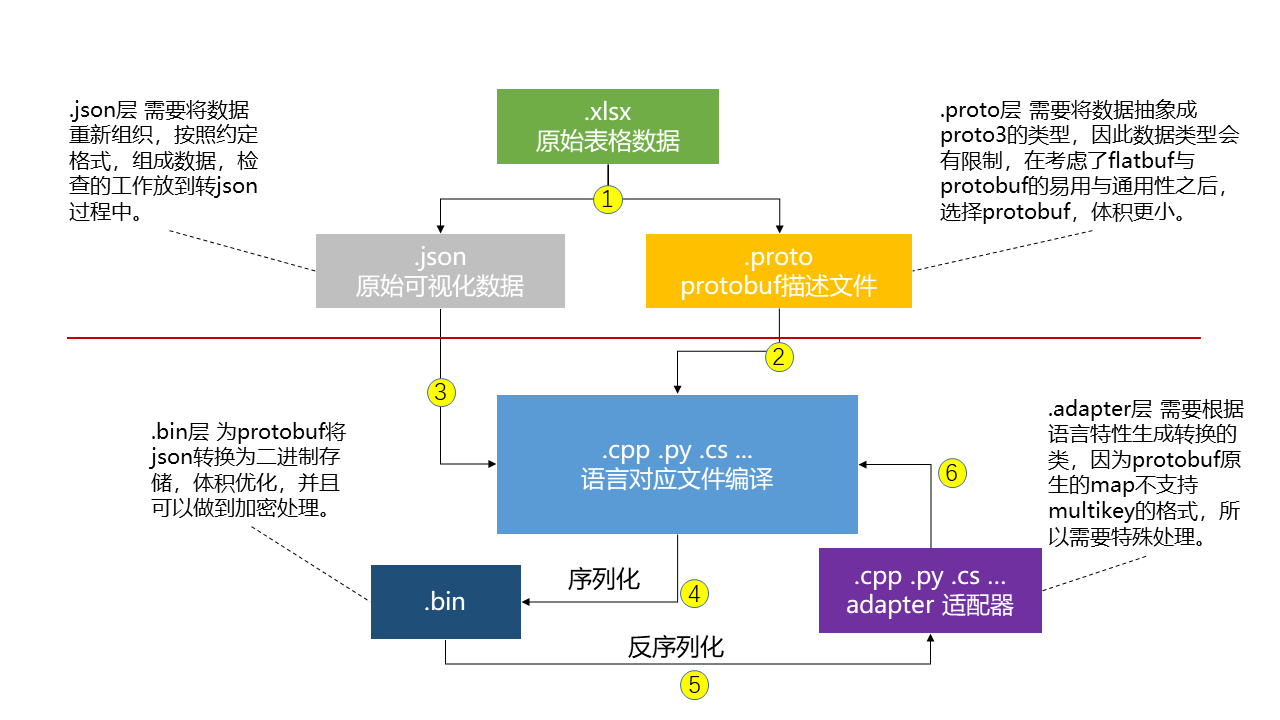 .xlsx
原始表格数据
.json层 需要将数据
重新组织，按照约定
格式，组成数据，检
查的工作放到转json
过程中。
.proto层 需要将数据抽象成
proto3的类型，因此数据类型会
有限制，在考虑了flatbuf与
protobuf的易用与通用性之后，
选择protobuf，体积更小。
1
.json
原始可视化数据
.proto
protobuf描述文件
2
3
.cpp .py .cs ...
语言对应文件编译
.adapter层 需要根据
语言特性生成转换的
类，因为protobuf原
生的map不支持
multikey的格式，所
以需要特殊处理。
.bin层 为protobuf将
json转换为二进制存
储，体积优化，并且
可以做到加密处理。
6
序列化
4
.bin
.cpp .py .cs ...
adapter 适配器
反序列化
5